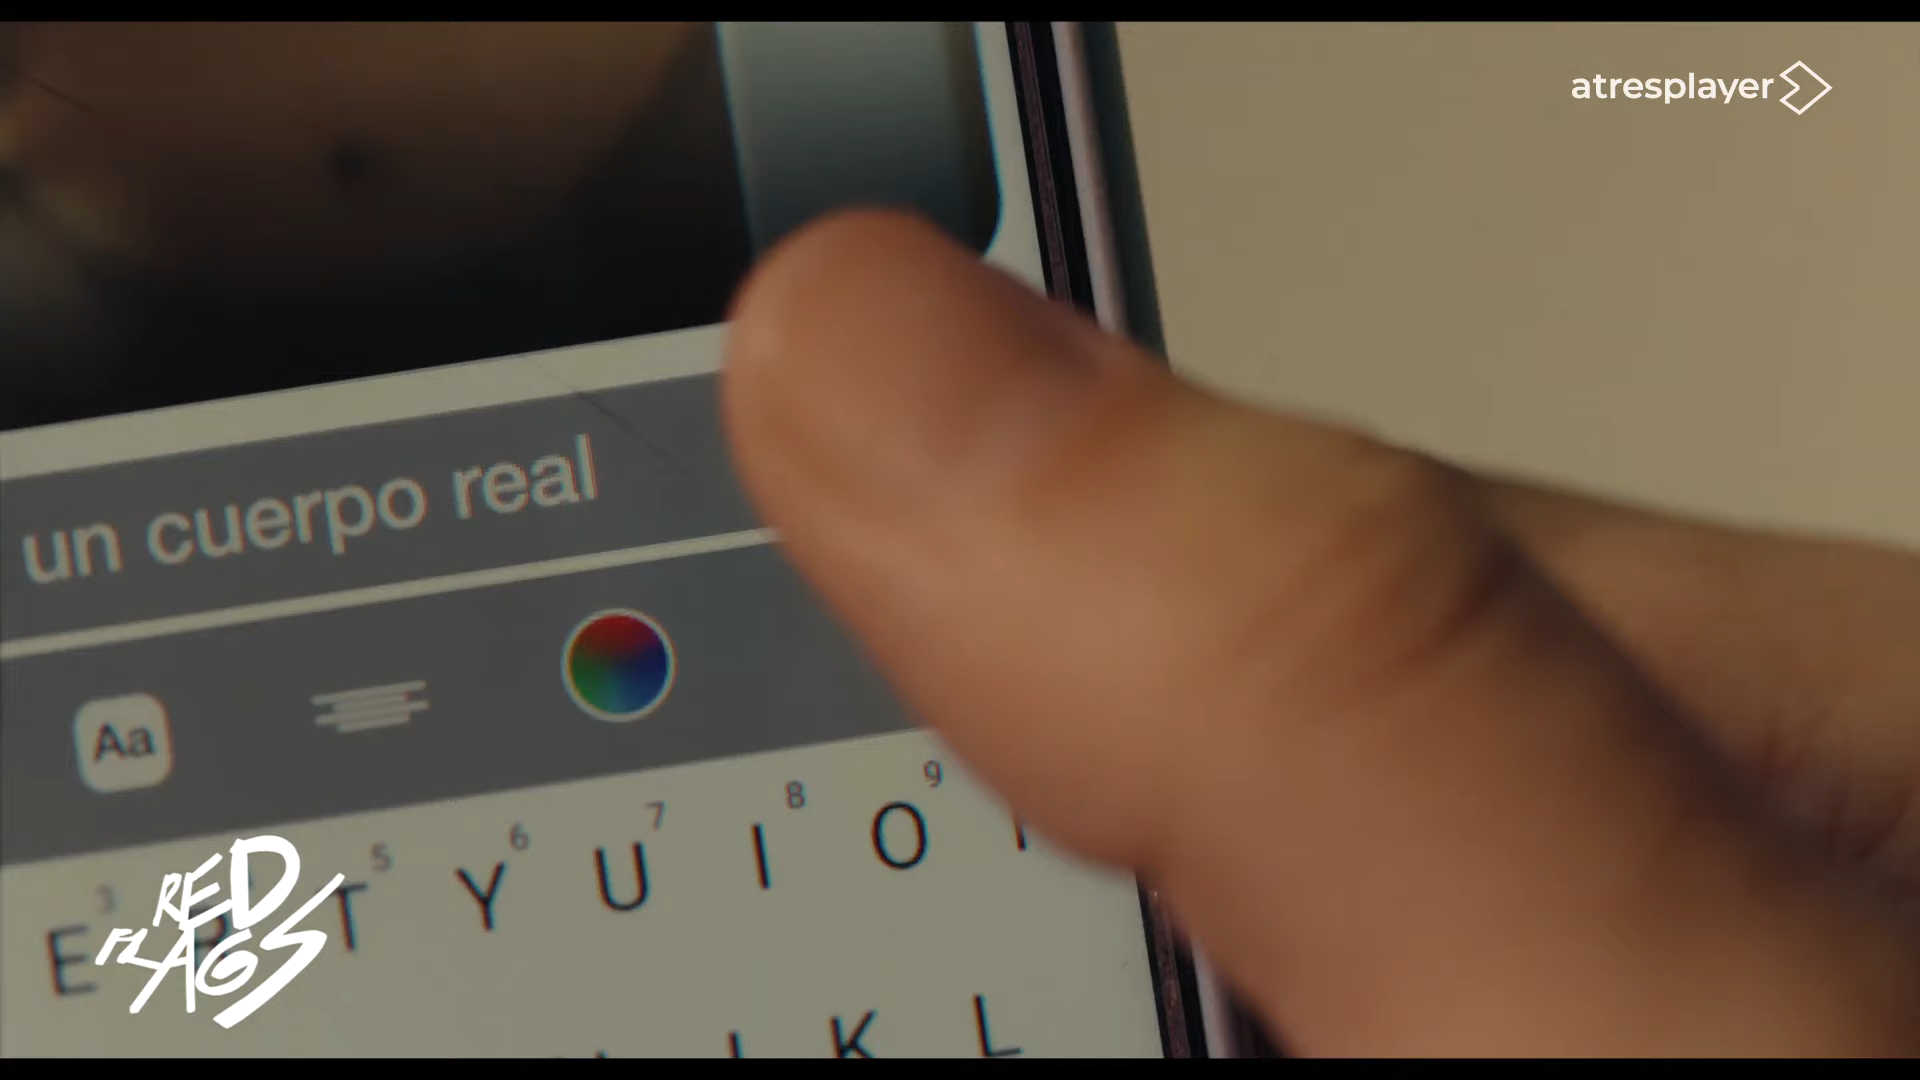 atresplayer
un cuerpo real
Aa
3 5 6 7 8 9
E R T Y U I O
K L
RED
FLAGS